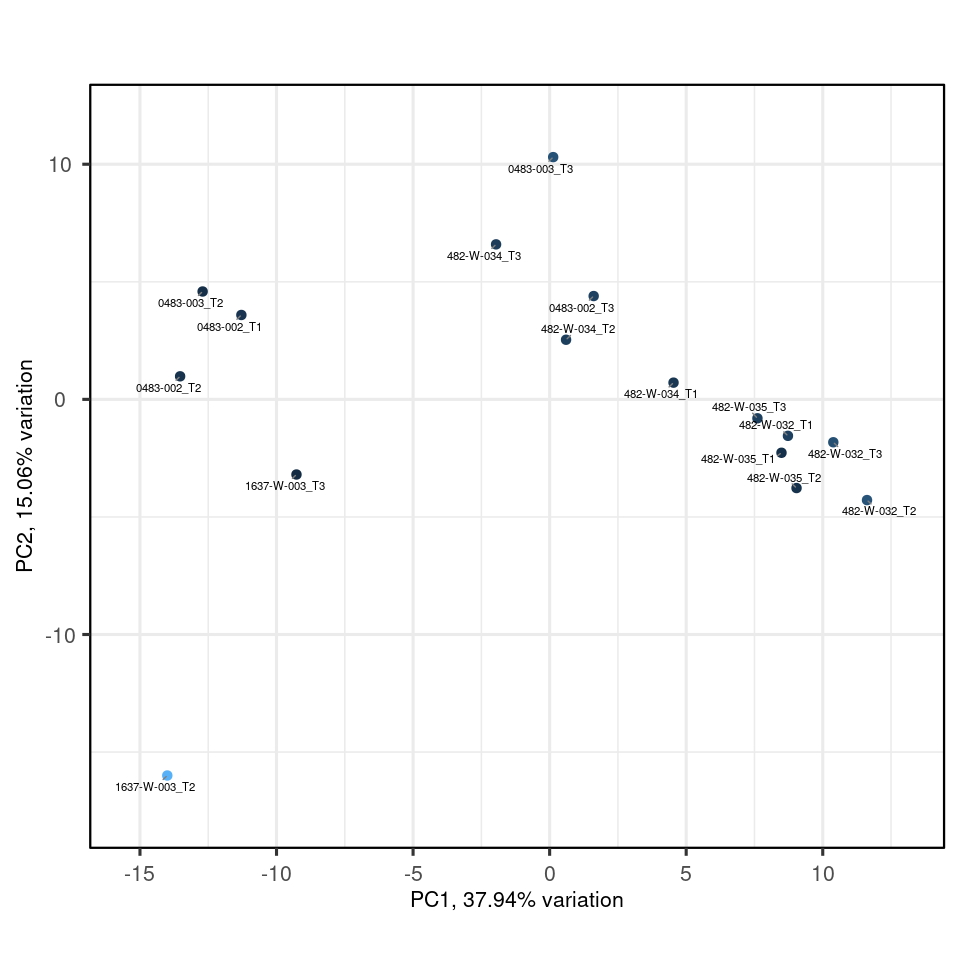 0483-003_T3
482-W-034_T3
0483-003_T2
0483-002_T3
0483-002_T1
482-W-034_T2
0483-002_T2
482-W-034_T1
482-W-035_T3
482-W-032_T1
482-W-032_T3
482-W-035_T1
482-W-035_T2
1637-W-003_T3
482-W-032_T2
1637-W-003_T2
10
0
-10
PC2, 15.06% variation
-15 -10 -5 0 5 10
PC1, 37.94% variation